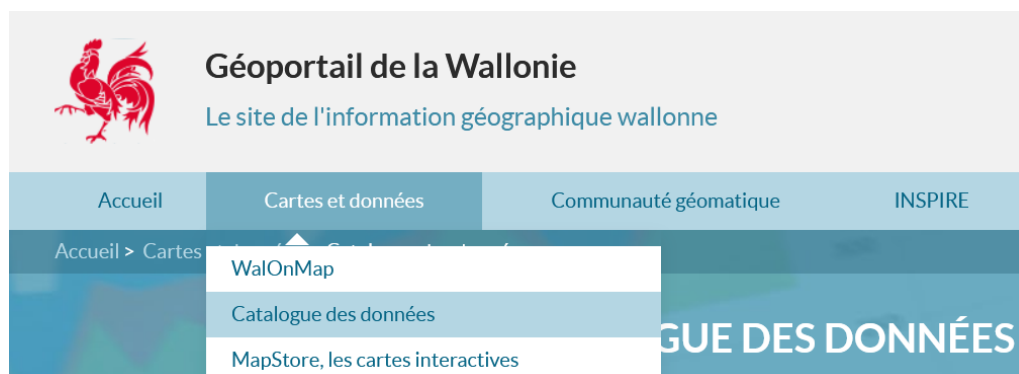 Géoportail de la Wallonie
Le site de l'information géographique wallonne
Accueil Cartes et données Communauté géomatique INSPIRE
Accueil > Cartes
WalOnMap
Catalogue des données
GUE DES DONNÉES
MapStore, les cartes interactives